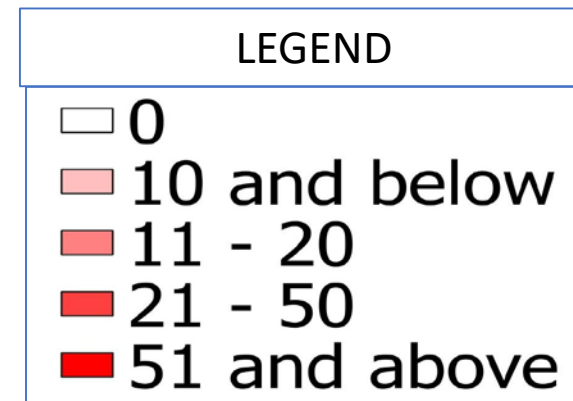 LEGEND
0
10 and below
11 - 20
21 - 50
51 and above